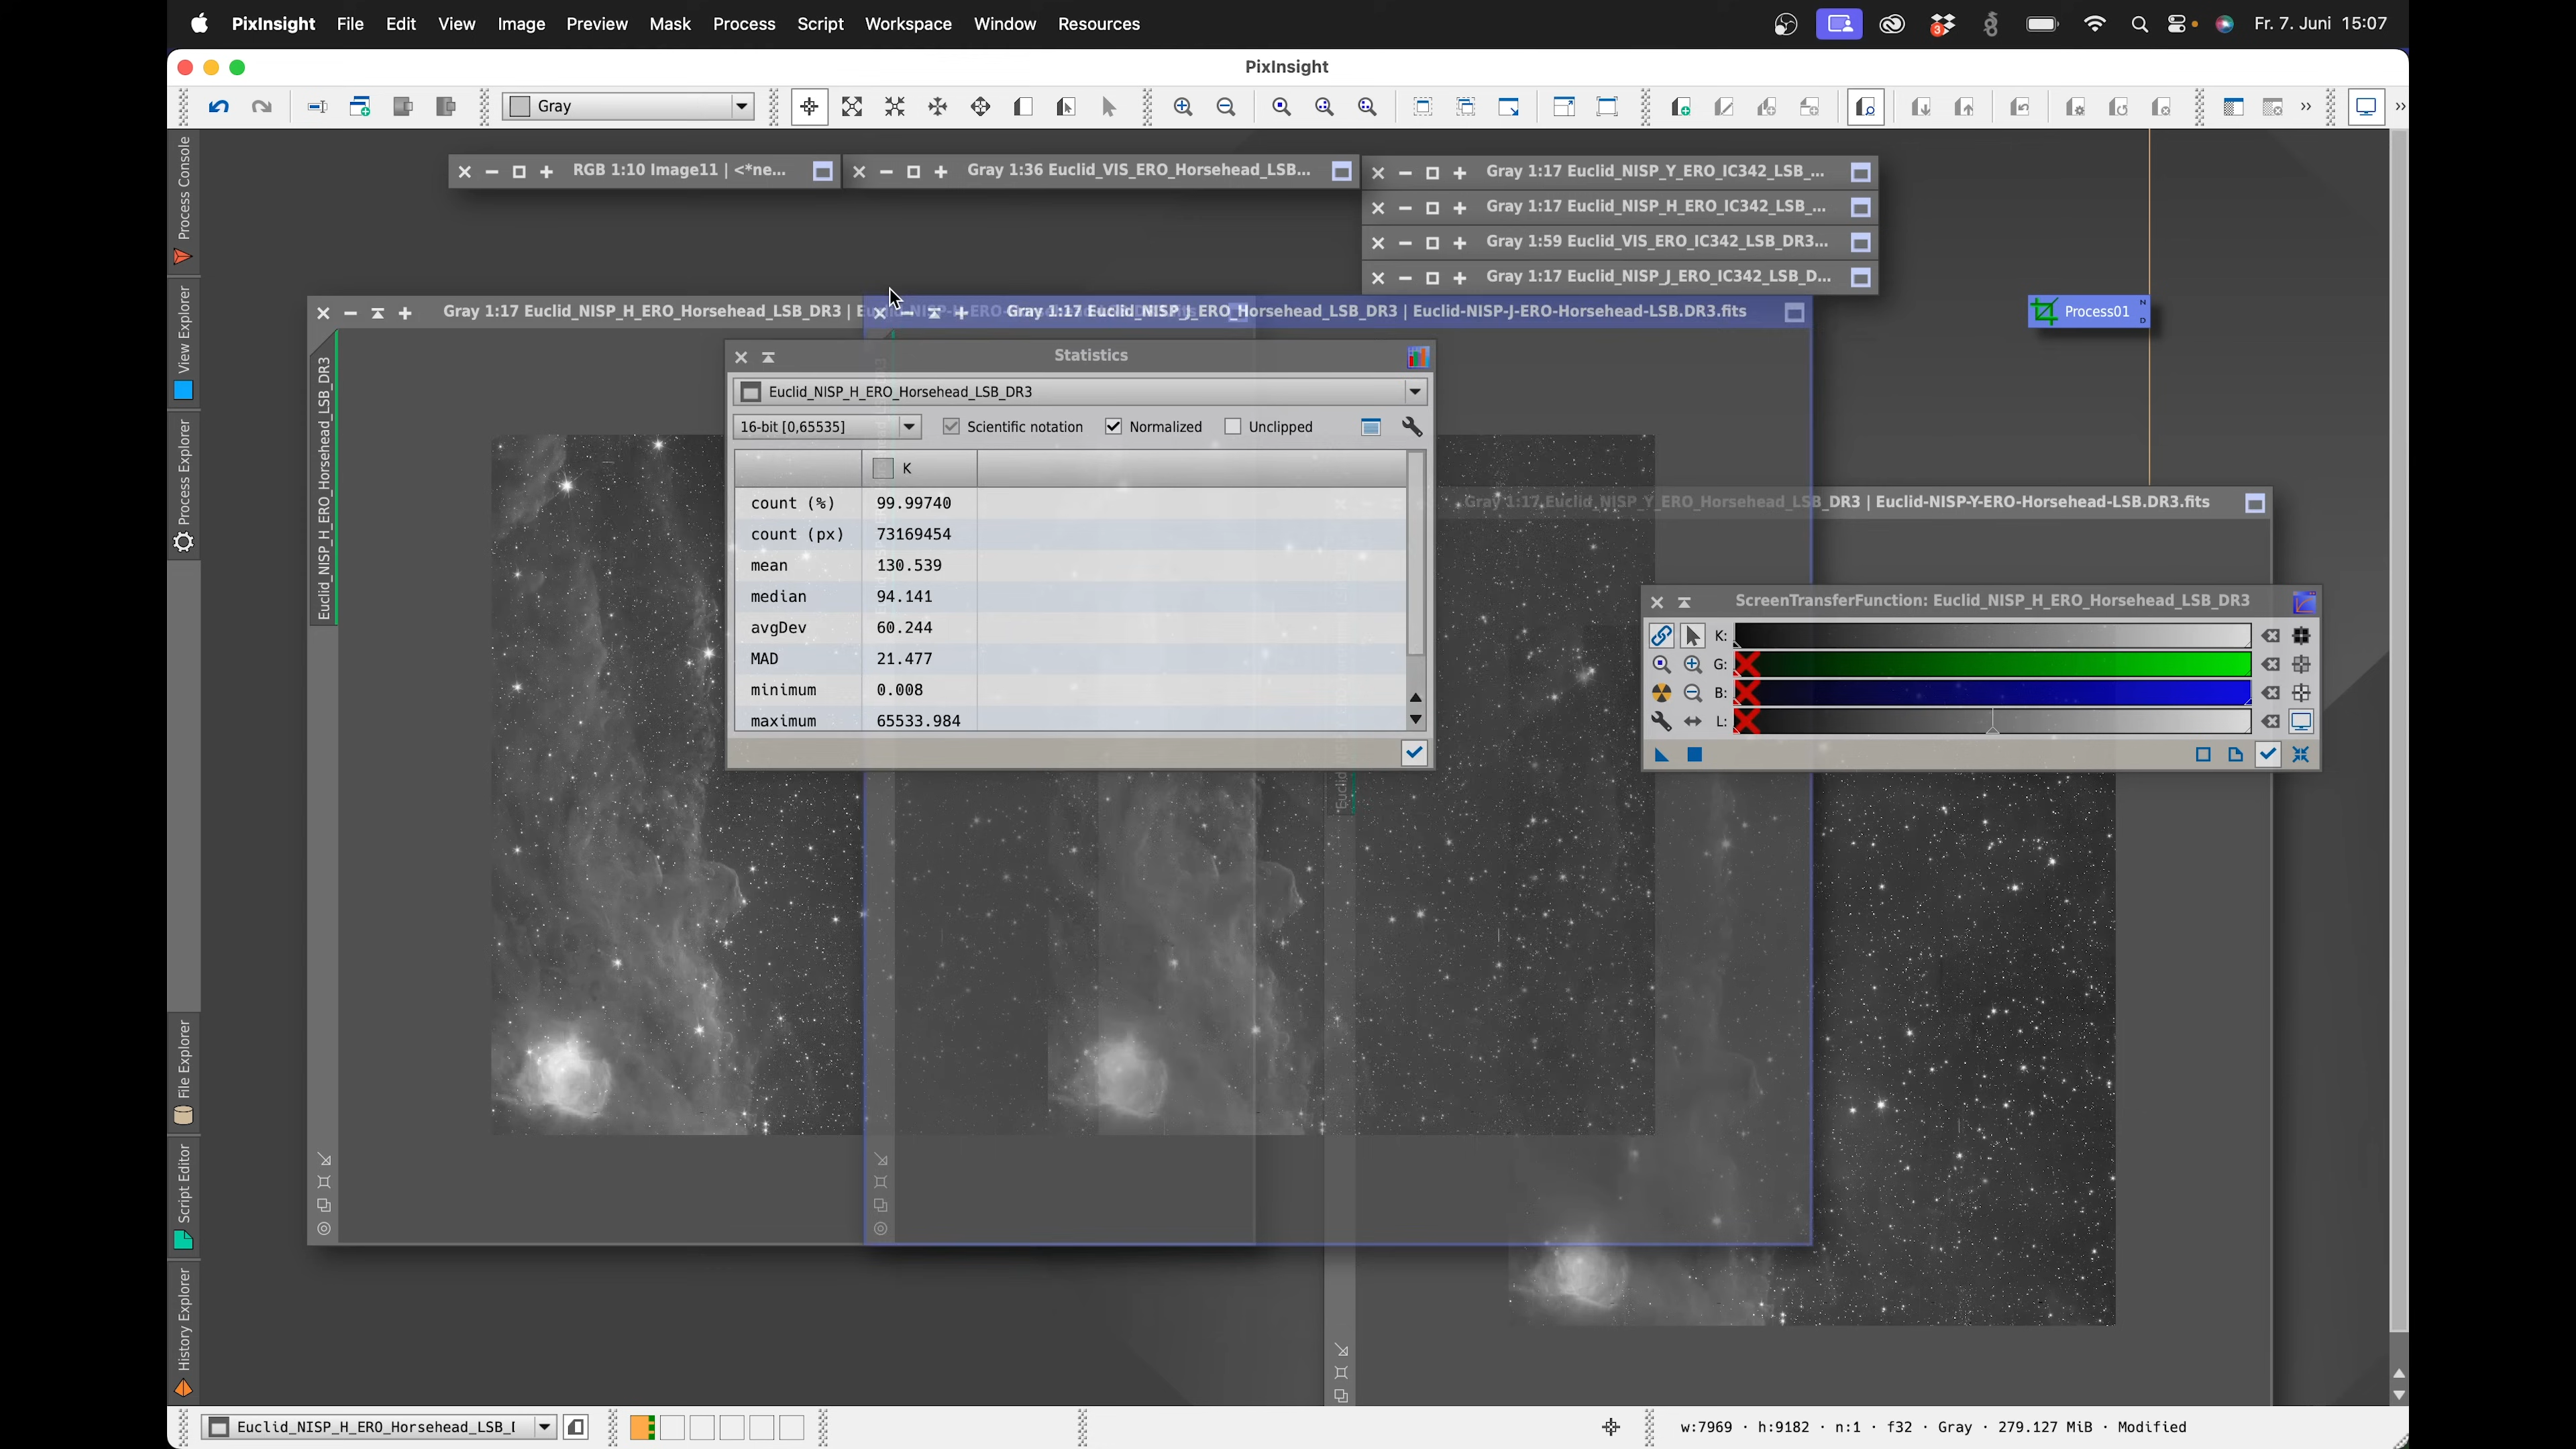 PixInsight File Edit View Image Preview Mask Process Script Workspace Window Resources 3 Fr. 7. Juni 15:07
PixInsight
Gray
Process Console
View Explorer
Process Explorer
File Explorer
Script Editor
History Explorer
RGB 1:10 Image11 | <*ne...
Gray 1:36 Euclid_VIS_ERO_Horsehead_LSB...
Gray 1:17 Euclid_NISP_Y_ERO_IC342_LSB_...
Gray 1:17 Euclid_NISP_H_ERO_IC342_LSB_...
Gray 1:59 Euclid_VIS_ERO_IC342_LSB_DR3...
Gray 1:17 Euclid_NISP_J_ERO_IC342_LSB_D...
Gray 1:17 Euclid_NISP_H_ERO_Horsehead_LSB_DR3 |
Gray 1:17 Euclid_NISP_J_ERO_Horsehead_LSB_DR3 | Euclid-NISP-J-ERO-Horsehead-LSB.DR3.fits
Process01 N D
Euclid_NISP_H_ERO_Horsehead_LSB_DR3
Statistics
Euclid_NISP_H_ERO_Horsehead_LSB_DR3
16-bit [0,65535] Scientific notation Normalized Unclipped
K
count (%) 99.99740
count (px) 73169454
mean 130.539
median 94.141
avgDev 60.244
MAD 21.477
minimum 0.008
maximum 65533.984
Gray 1:17 Euclid_NISP_Y_ERO_Horsehead_LSB_DR3 | Euclid-NISP-Y-ERO-Horsehead-LSB.DR3.fits
ScreenTransferFunction: Euclid_NISP_H_ERO_Horsehead_LSB_DR3
K:
G:
B:
L:
Euclid_NISP_H_ERO_Horsehead_LSB_[
w:7969 · h:9182 · n:1 · f32 · Gray · 279.127 MiB · Modified